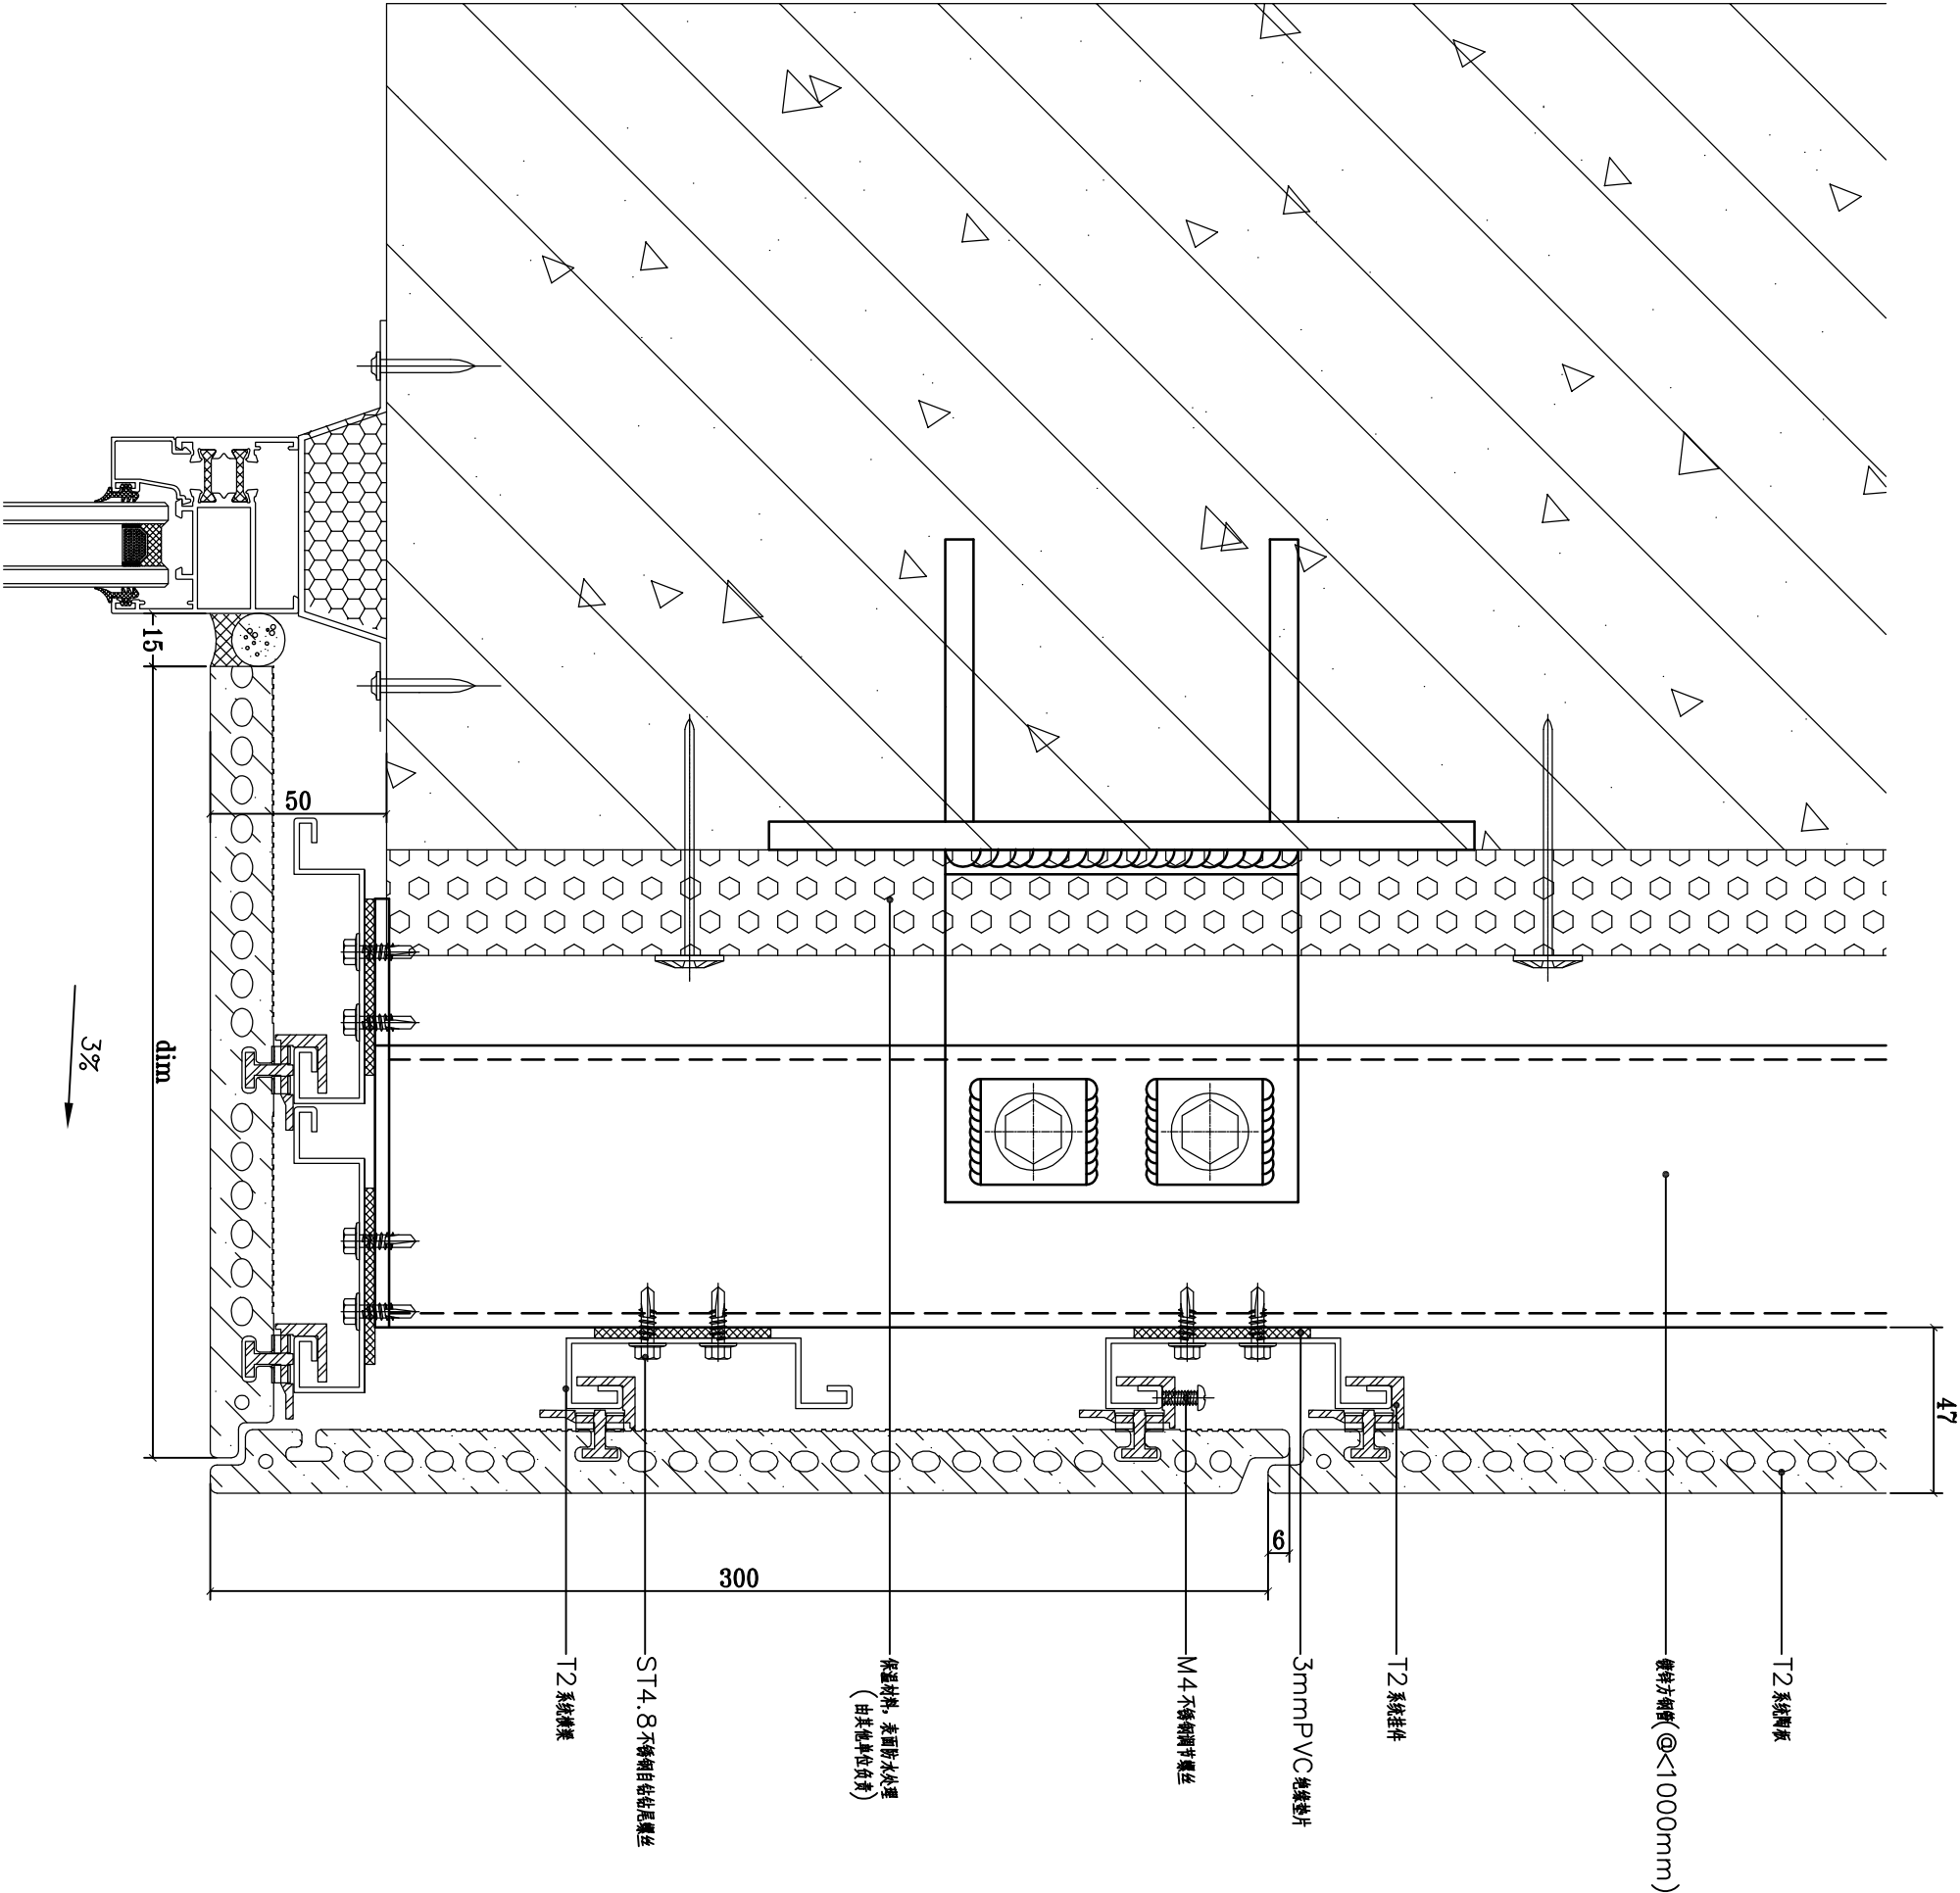 T2系统陶板
镀锌方钢管(@<1000mm)
T2系统挂件
3mmPVC绝缘垫片
M4不锈钢调节螺丝
保温材料，表面防水处理
(由其他单位负责)
ST4.8不锈钢自钻钻尾螺丝
T2系统横梁
47
6
300
50
15
dim
3%